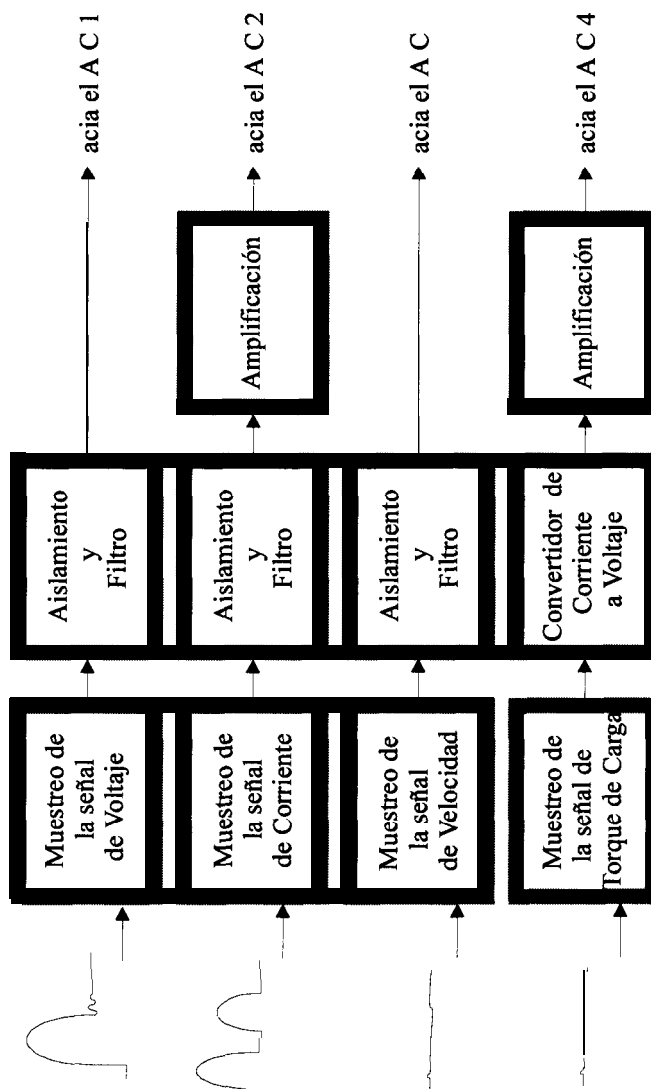 Muestreo de
la señal
de Voltaje
Aislamiento
y
Filtro
acia el A C 1
Muestreo de
la señal
de Corriente
Aislamiento
y
Filtro
Amplificación
acia el A C 2
Muestreo de
la señal
de Velocidad
Aislamiento
y
Filtro
acia el A C
Muestreo de
la señal de
Torque de Carga
Convertidor de
Corriente
a Voltaje
Amplificación
acia el A C 4